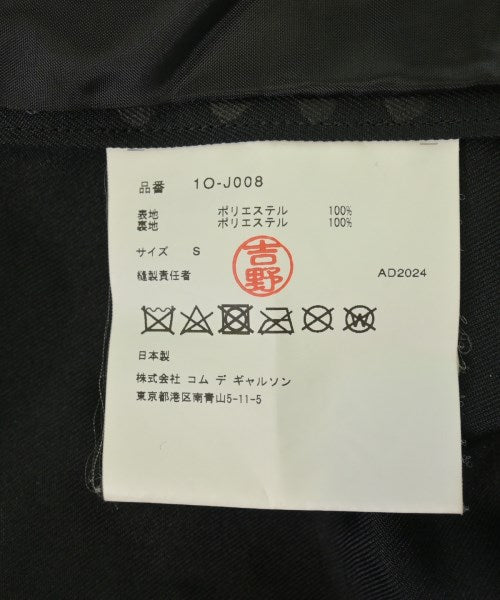 品番 1O-J008
表地 ポリエステル 100%
裏地 ポリエステル 100%
サイズ S
吉野
縫製責任者 AD2024
日本製
株式会社 コム デ ギャルソン
東京都港区南青山5-11-5